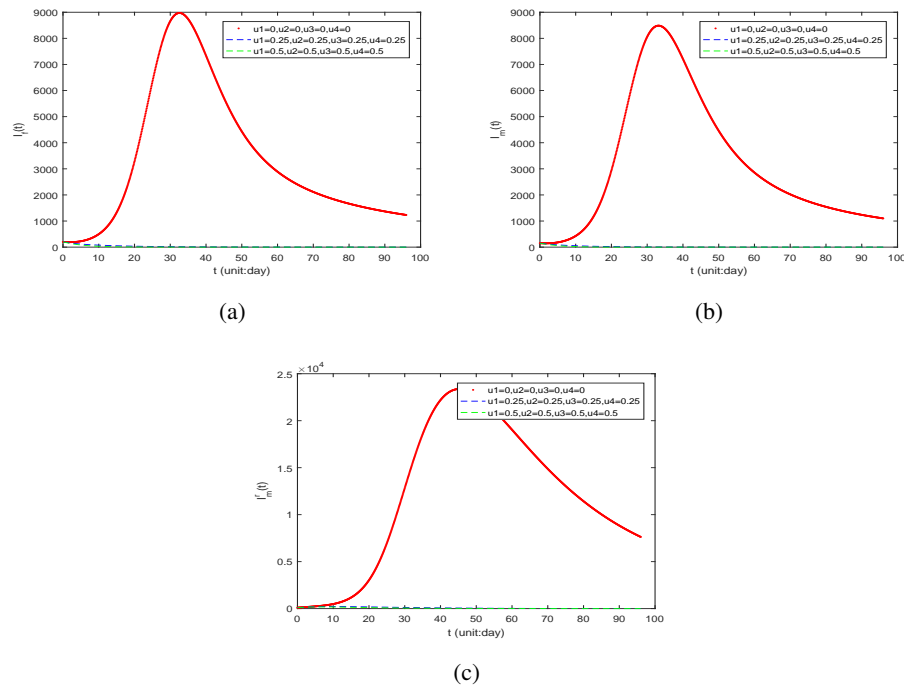 9000
8000
7000
6000
5000
4000
3000
2000
1000
0
I_f(t)
u1=0,u2=0,u3=0,u4=0
u1=0.25,u2=0.25,u3=0.25,u4=0.25
u1=0.5,u2=0.5,u3=0.5,u4=0.5
0 10 20 30 40 50 60 70 80 90 100
t (unit:day)
(a)
9000
8000
7000
6000
5000
4000
3000
2000
1000
0
I_m(t)
u1=0,u2=0,u3=0,u4=0
u1=0.25,u2=0.25,u3=0.25,u4=0.25
u1=0.5,u2=0.5,u3=0.5,u4=0.5
0 10 20 30 40 50 60 70 80 90 100
t (unit:day)
(b)
×10^4
2.5
2
1.5
1
0.5
0
I_m^r(t)
u1=0,u2=0,u3=0,u4=0
u1=0.25,u2=0.25,u3=0.25,u4=0.25
u1=0.5,u2=0.5,u3=0.5,u4=0.5
0 10 20 30 40 50 60 70 80 90 100
t (unit:day)
(c)